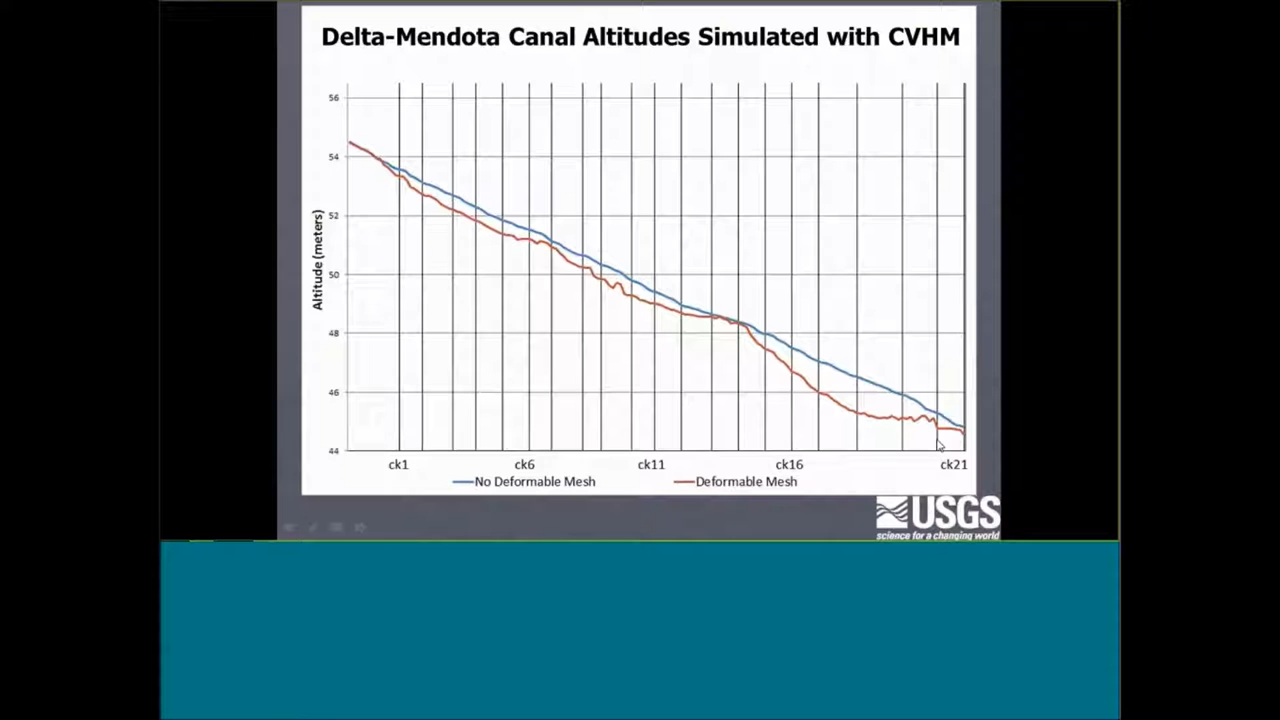 Delta-Mendota Canal Altitudes Simulated with CVHM
56
54
52
50
48
46
44
Altitude (meters)
ck1 ck6 ck11 ck16 ck21
No Deformable Mesh Deformable Mesh
USGS
science for a changing world